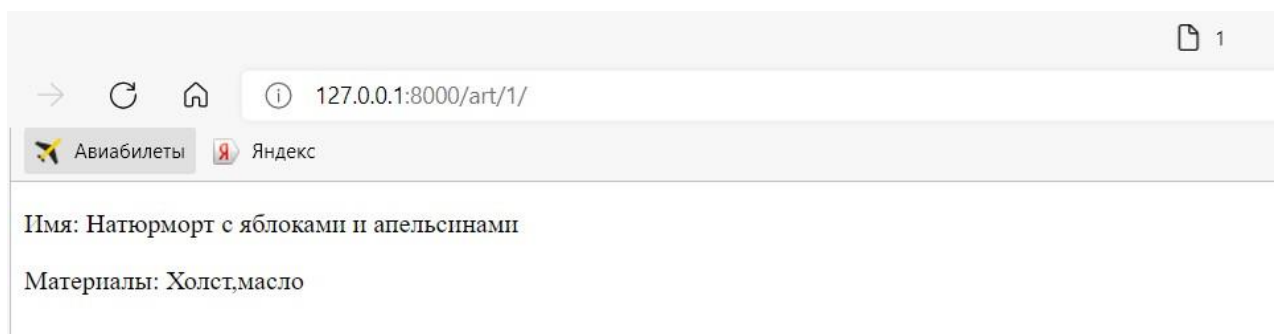 1
127.0.0.1:8000/art/1/
Авиабилеты Я Яндекс
Имя: Натюрморт с яблоками и апельсинами
Материалы: Холст,масло